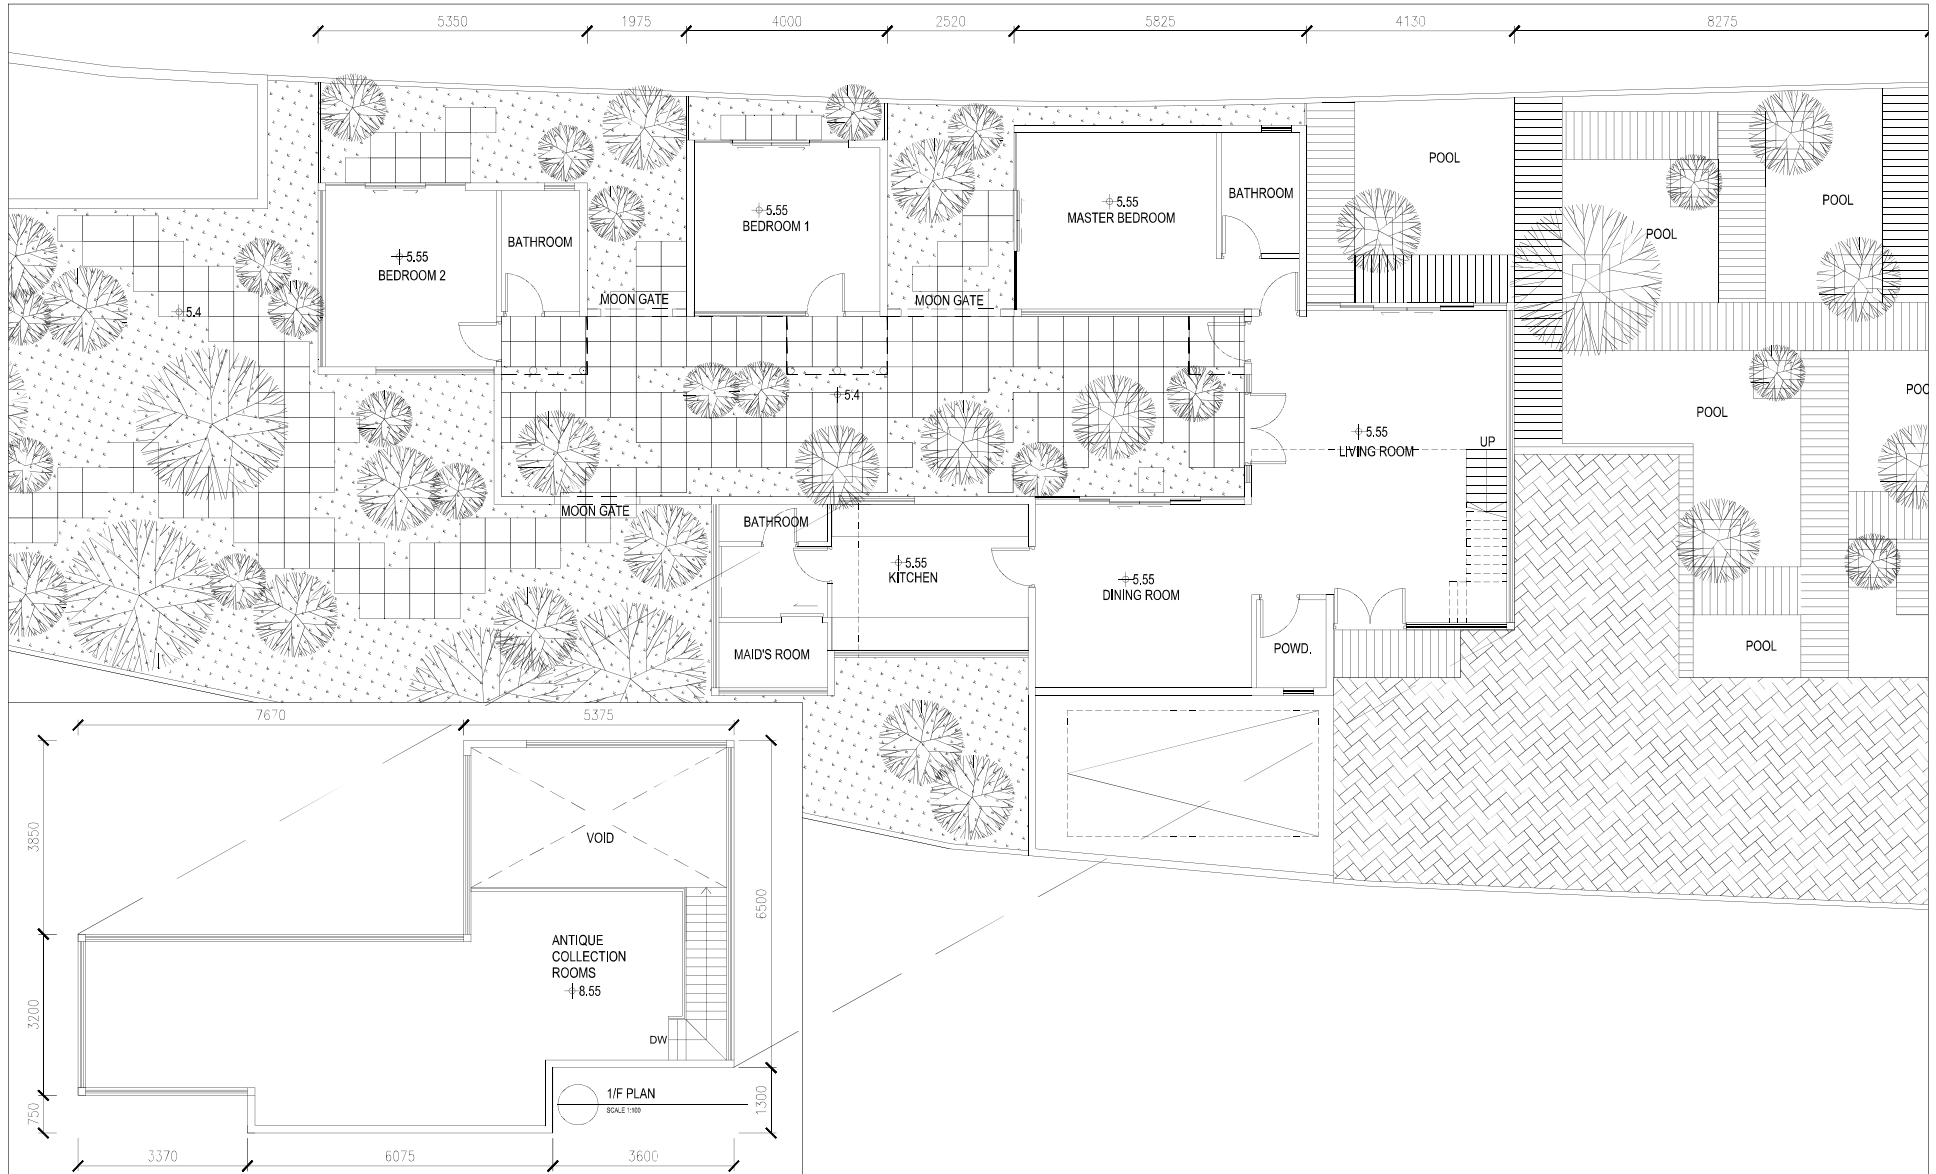 5350 1975 4000 2520 5825 4130 8275
POOL
BATHROOM
5.55
MASTER BEDROOM
POOL
5.55
BEDROOM 1
POOL
BATHROOM
5.55
BEDROOM 2
MOON GATE
MOON GATE
5.4
5.4
POO
POOL
5.55
LIVING ROOM
UP
MOON GATE
BATHROOM
5.55
KITCHEN
5.55
DINING ROOM
MAID'S ROOM
POWD.
POOL
7670 5375
3850
VOID
6500
ANTIQUE
COLLECTION
ROOMS
8.55
3200
DW
1/F PLAN
SCALE 1:100
750
1300
3370 6075 3600